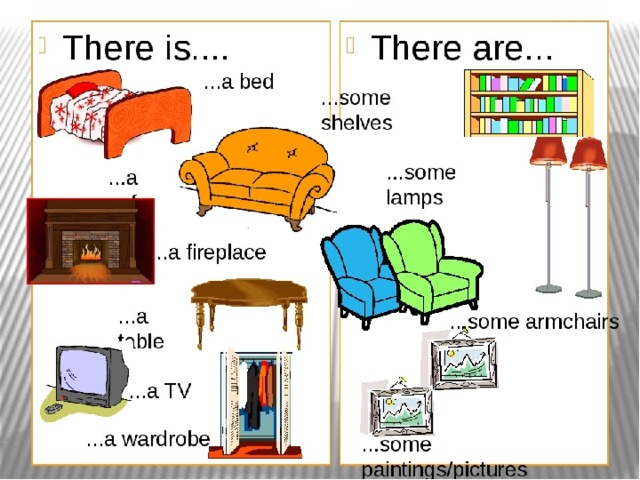 There is....
...a bed
...a
...a fireplace
...a
table
...a TV
...a wardrobe
There are...
...some
shelves
...some
lamps
...some armchairs
...some
paintings/pictures